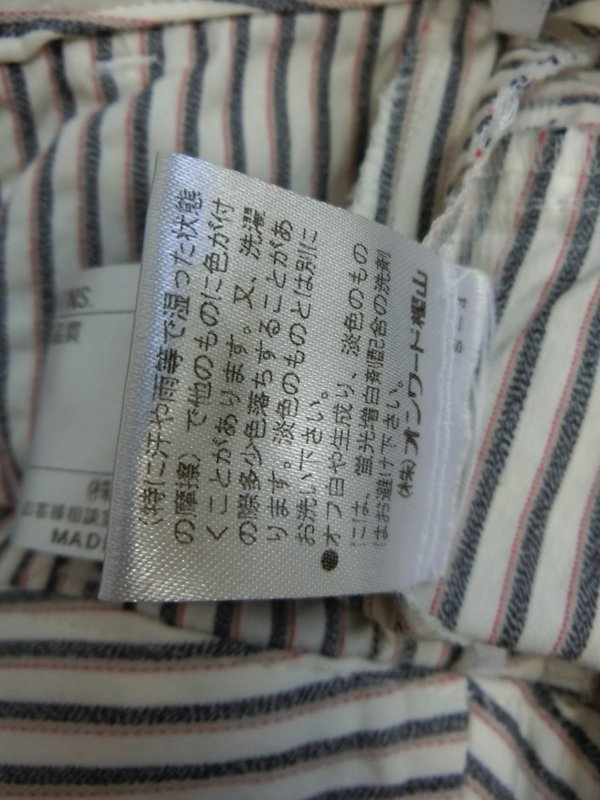 (特に汗や雨等で湿った状態
の摩擦)で他のものに色が付
くことがあります。又、洗濯
の際多少色落ちすることがあ
ります。淡色のものとは別に
お洗い下さい。
●オフ白や生成り、淡色のもの
には、蛍光増白剤配合の洗剤
はお避け下さい。
(株)オンワード樫山
S-4
NS.
品質
MADE